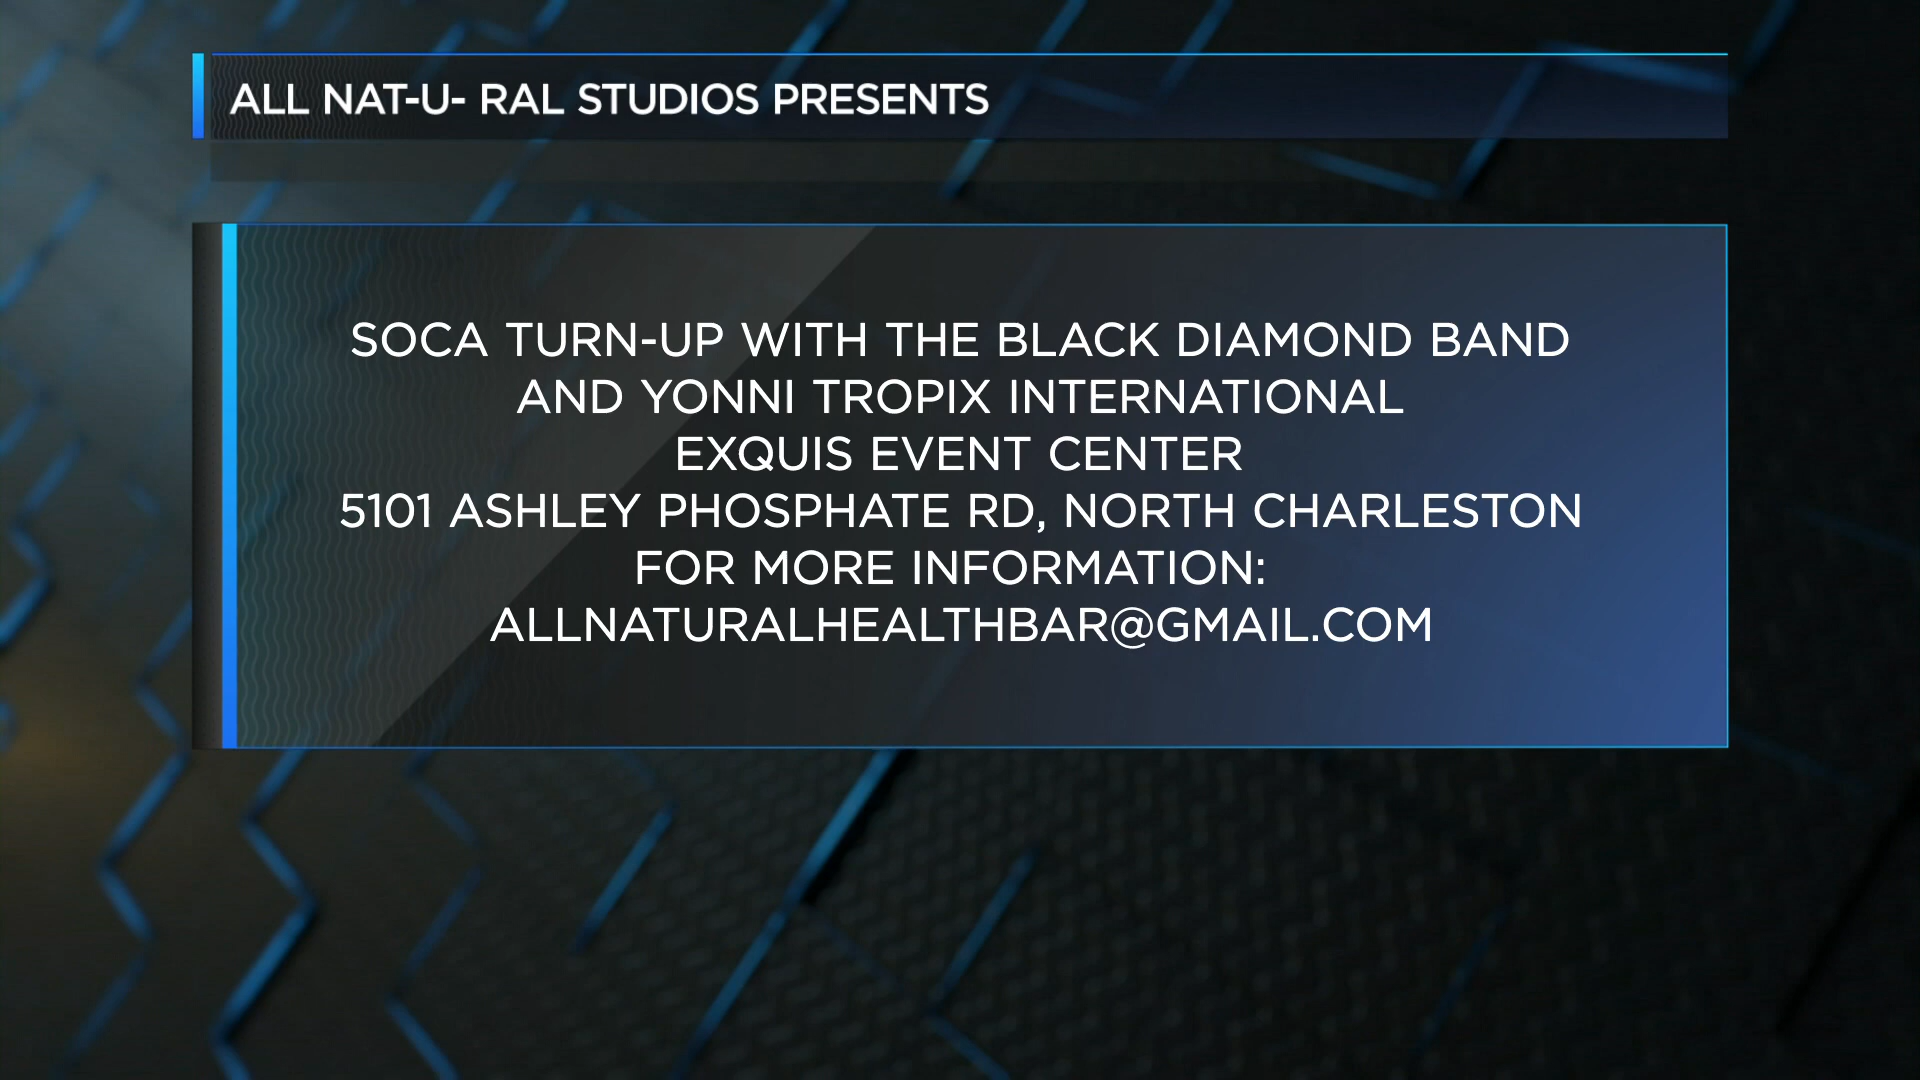 ALL NAT-U- RAL STUDIOS PRESENTS
SOCA TURN-UP WITH THE BLACK DIAMOND BAND
AND YONNI TROPIX INTERNATIONAL
EXQUIS EVENT CENTER
5101 ASHLEY PHOSPHATE RD, NORTH CHARLESTON
FOR MORE INFORMATION:
ALLNATURALHEALTHBAR@GMAIL.COM